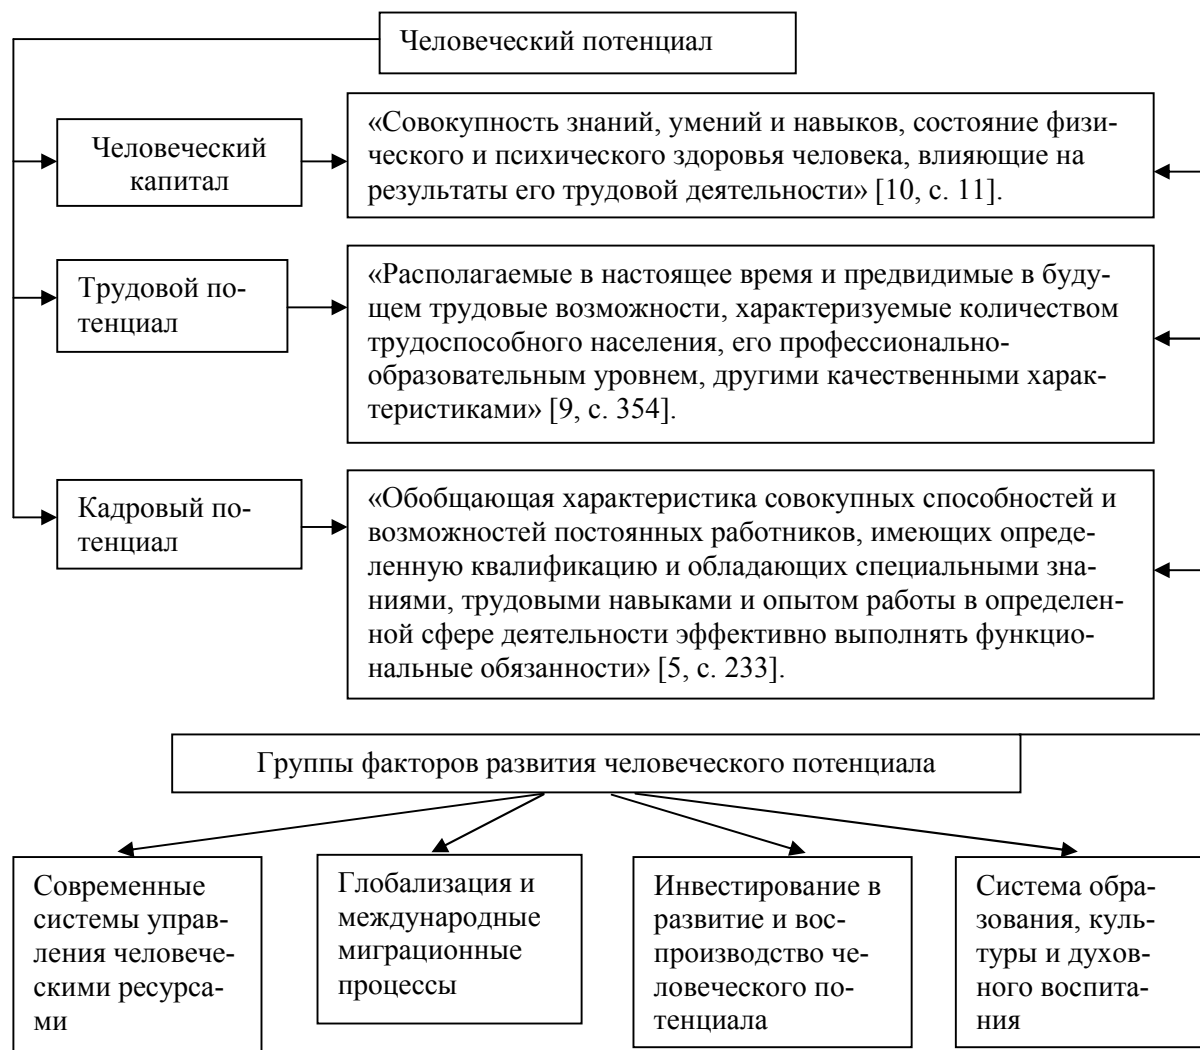 Человеческий потенциал
Человеческий
капитал
«Совокупность знаний, умений и навыков, состояние физи-
ческого и психического здоровья человека, влияющие на
результаты его трудовой деятельности» [10, с. 11].
Трудовой по-
тенциал
«Располагаемые в настоящее время и предвидимые в буду-
щем трудовые возможности, характеризуемые количеством
трудоспособного населения, его профессионально-
образовательным уровнем, другими качественными харак-
теристиками» [9, с. 354].
Кадровый по-
тенциал
«Обобщающая характеристика совокупных способностей и
возможностей постоянных работников, имеющих опреде-
ленную квалификацию и обладающих специальными зна-
ниями, трудовыми навыками и опытом работы в определен-
ной сфере деятельности эффективно выполнять функцио-
нальные обязанности» [5, с. 233].
Группы факторов развития человеческого потенциала
Современные
системы управ-
ления человече-
скими ресурса-
ми
Глобализация и
международные
миграционные
процессы
Инвестирование в
развитие и вос-
производство че-
ловеческого по-
тенциала
Система обра-
зования, куль-
туры и духов-
ного воспита-
ния